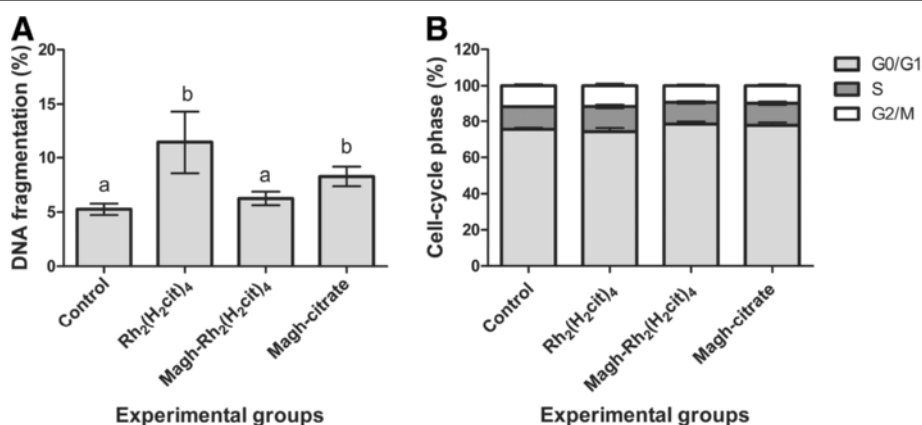 A
DNA fragmentation (%)
20
15
10
5
0
a
b
a
b
Control
Rh₂(H₂cit)₄
Magh-Rh₂(H₂cit)₄
Magh-citrate
Experimental groups
B
Cell-cycle phase (%)
120
100
80
60
40
20
0
Control
Rh₂(H₂cit)₄
Magh-Rh₂(H₂cit)₄
Magh-citrate
Experimental groups
G0/G1
S
G2/M